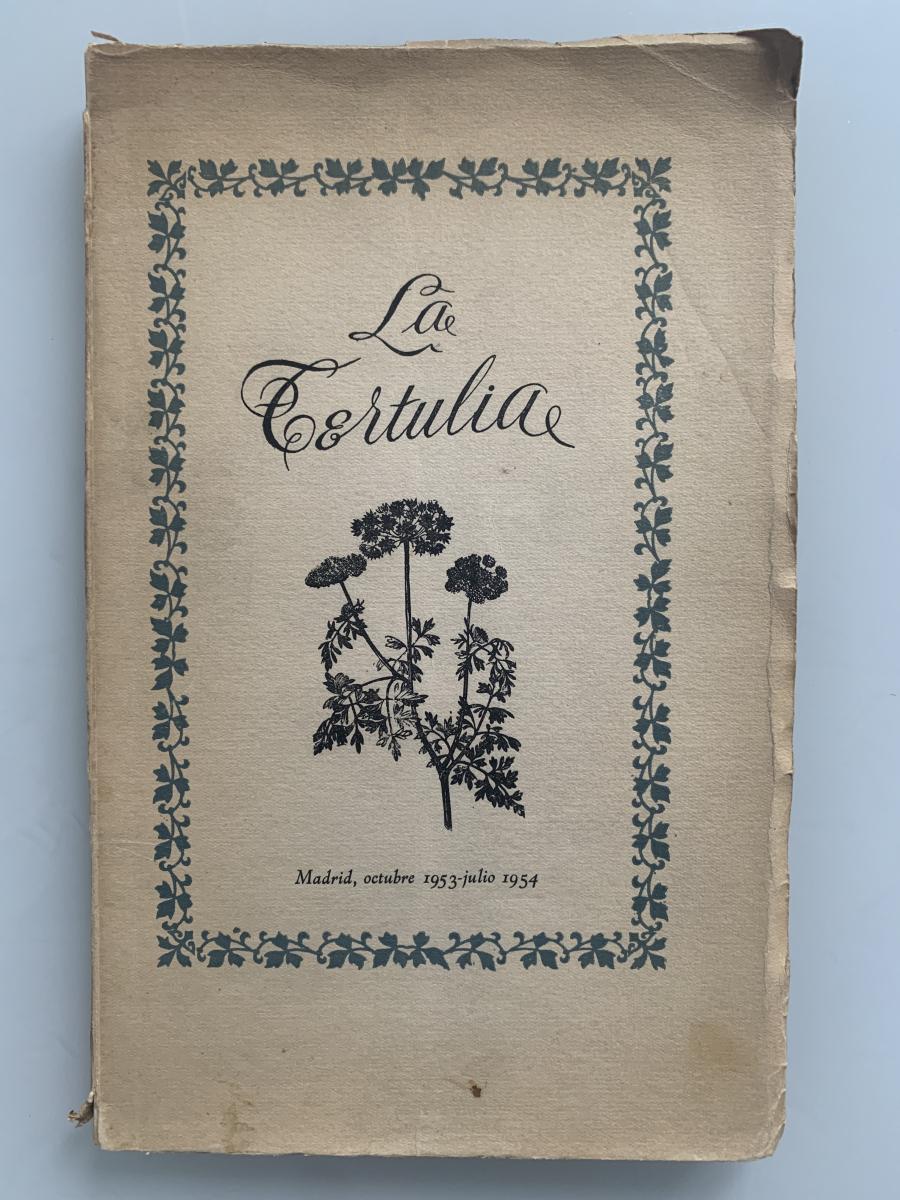 La
Tertulia
Madrid, octubre 1953-julio 1954